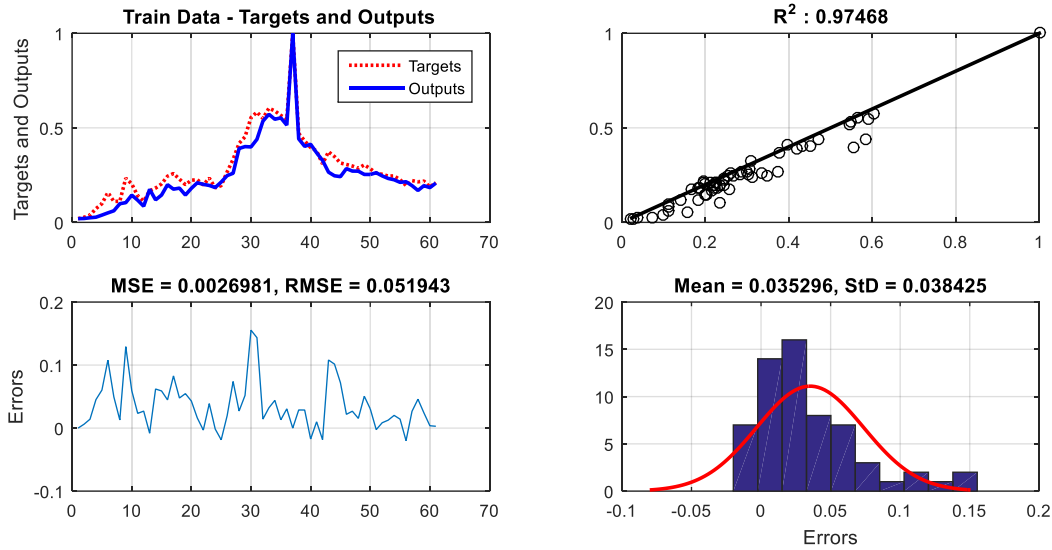 Train Data - Targets and Outputs
Targets and Outputs
1
0.5
0
0 10 20 30 40 50 60 70
Targets
Outputs
R2 : 0.97468
1
0.5
0
0 0.2 0.4 0.6 0.8 1
MSE = 0.0026981, RMSE = 0.051943
Errors
0.2
0.1
0
-0.1
0 10 20 30 40 50 60 70
Mean = 0.035296, StD = 0.038425
20
15
10
5
0
-0.1 -0.05 0 0.05 0.1 0.15 0.2
Errors